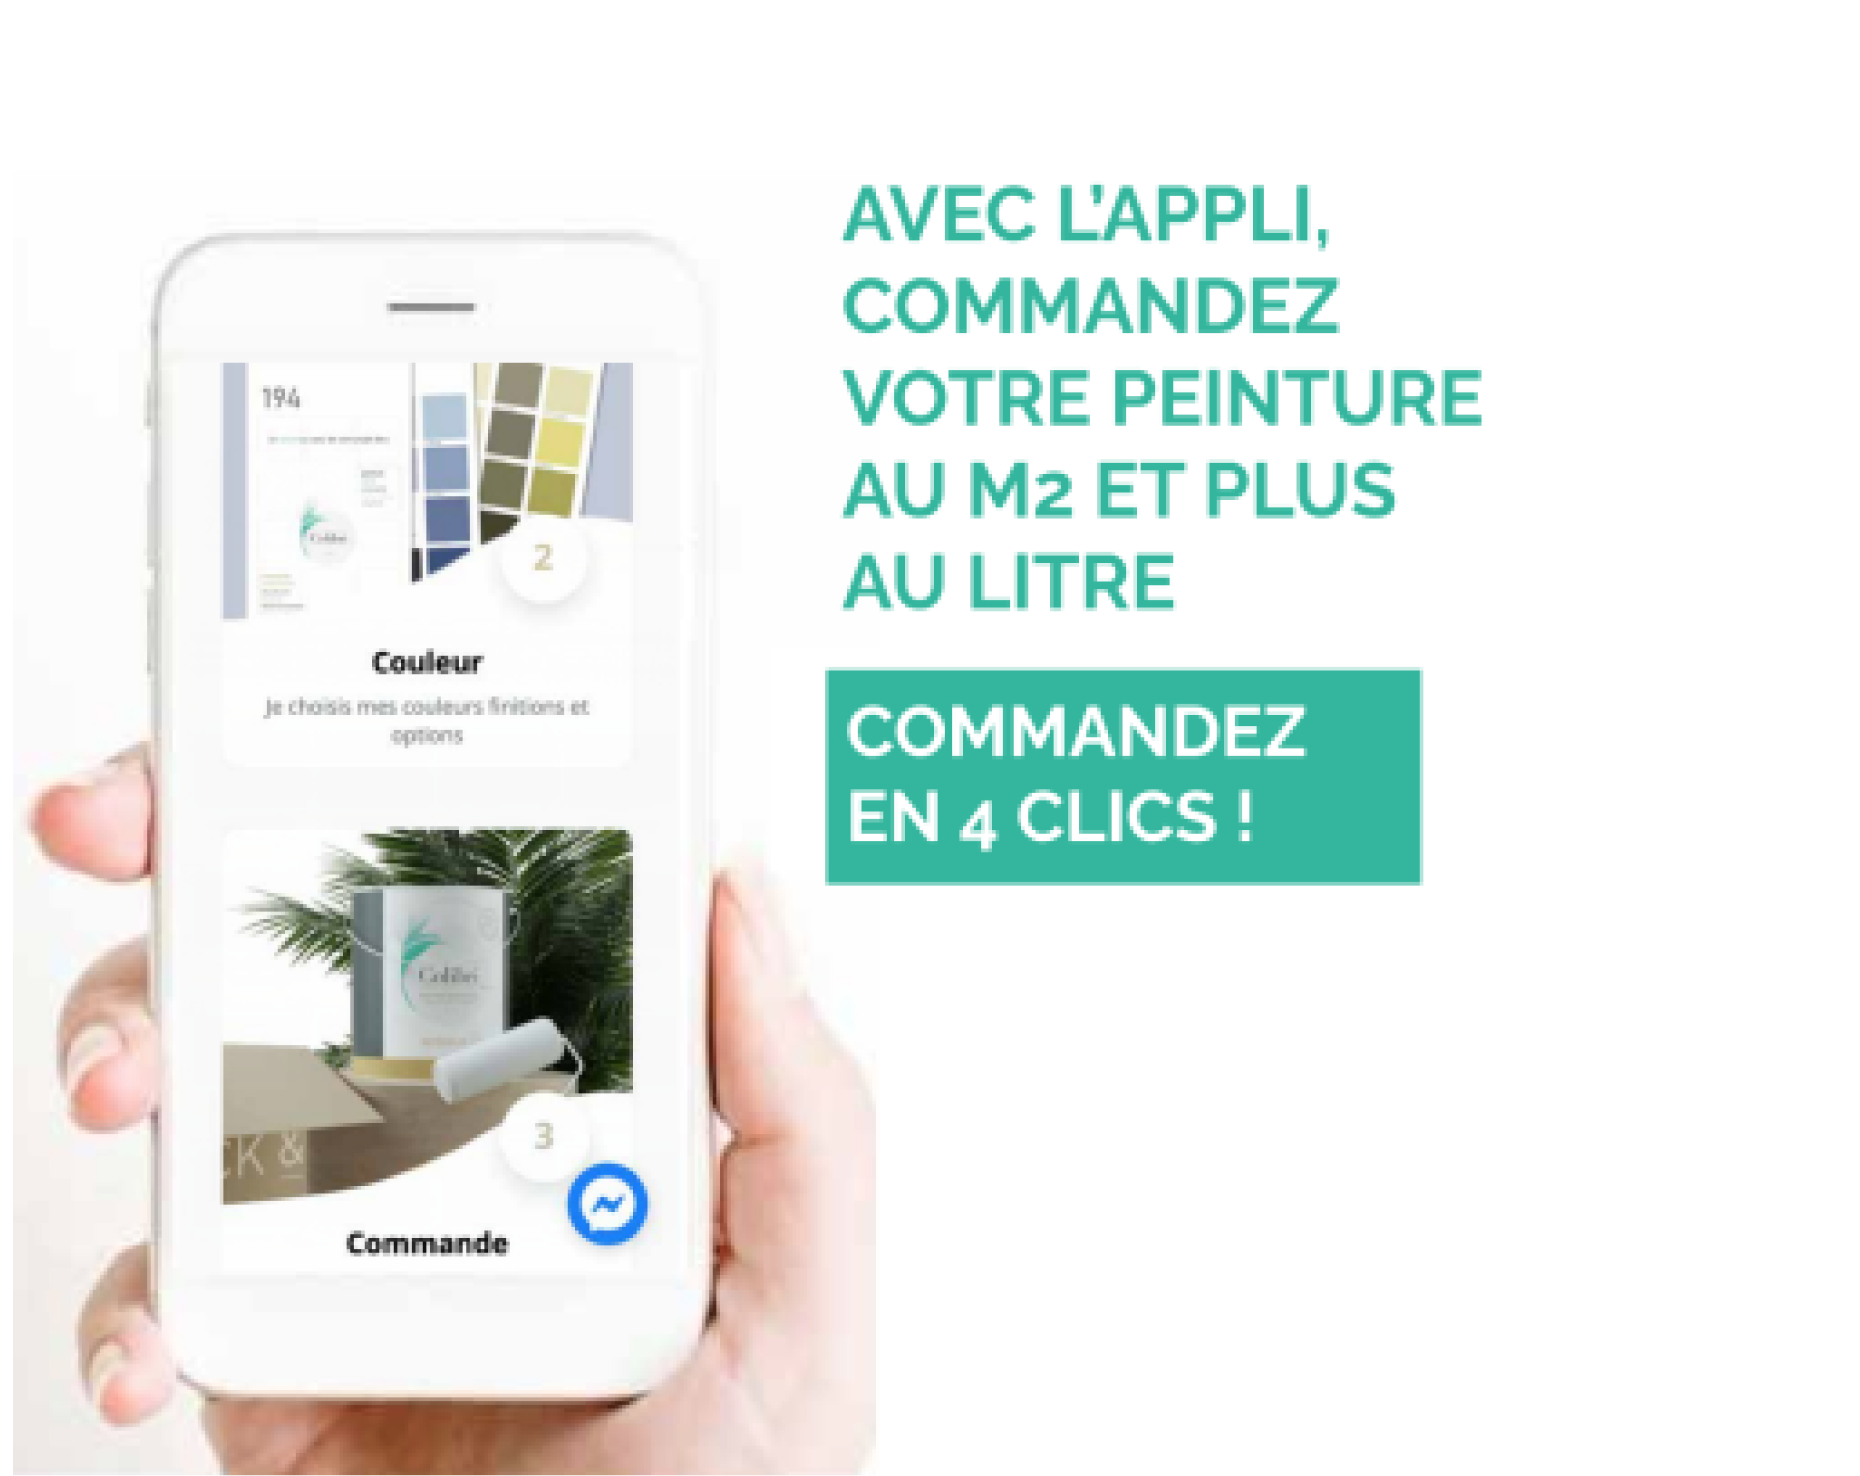 AVEC L’APPLI,
COMMANDEZ
VOTRE PEINTURE
AU M2 ET PLUS
AU LITRE
COMMANDEZ
EN 4 CLICS !
194
Colibri
2
Couleur
Je choisis mes couleurs finitions et
options
Colibri
CK &
3
Commande